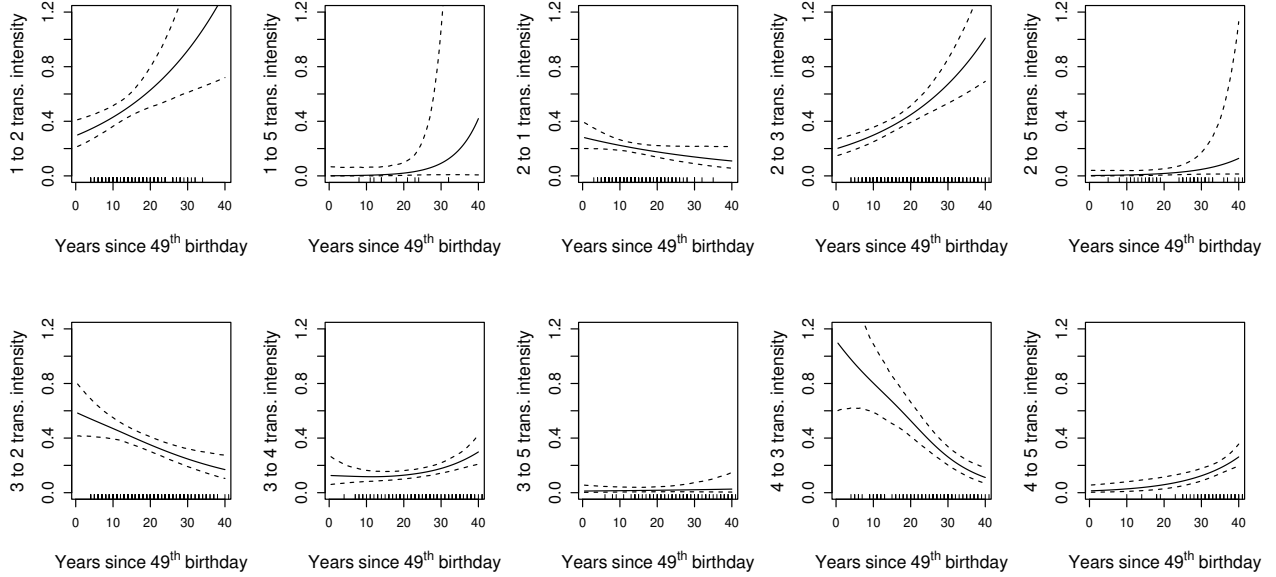 1 to 2 trans. intensity
0.0 0.4 0.8 1.2
0 10 20 30 40
Years since 49th birthday
1 to 5 trans. intensity
0.0 0.4 0.8 1.2
0 10 20 30 40
Years since 49th birthday
2 to 1 trans. intensity
0.0 0.4 0.8 1.2
0 10 20 30 40
Years since 49th birthday
2 to 3 trans. intensity
0.0 0.4 0.8 1.2
0 10 20 30 40
Years since 49th birthday
2 to 5 trans. intensity
0.0 0.4 0.8 1.2
0 10 20 30 40
Years since 49th birthday
3 to 2 trans. intensity
0.0 0.4 0.8 1.2
0 10 20 30 40
Years since 49th birthday
3 to 4 trans. intensity
0.0 0.4 0.8 1.2
0 10 20 30 40
Years since 49th birthday
3 to 5 trans. intensity
0.0 0.4 0.8 1.2
0 10 20 30 40
Years since 49th birthday
4 to 3 trans. intensity
0.0 0.4 0.8 1.2
0 10 20 30 40
Years since 49th birthday
4 to 5 trans. intensity
0.0 0.4 0.8 1.2
0 10 20 30 40
Years since 49th birthday